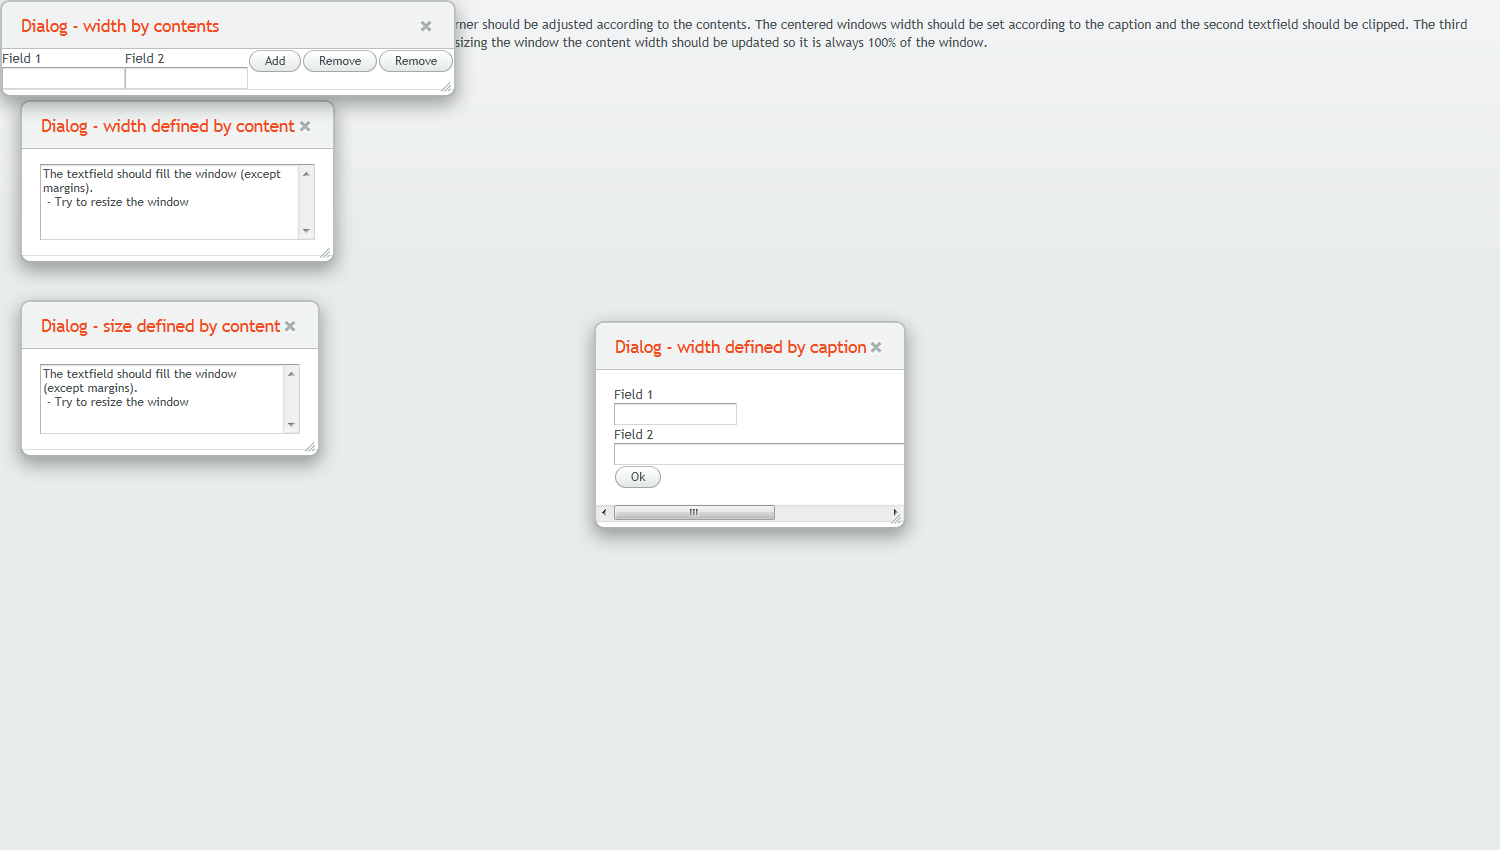 Dialog - width by contents
rner should be adjusted according to the contents. The centered windows width should be set according to the caption and the second textfield should be clipped. The third
sizing the window the content width should be updated so it is always 100% of the window.
Field 1 Field 2 Add Remove Remove
Dialog - width defined by content
The textfield should fill the window (except
margins).
- Try to resize the window
Dialog - size defined by content
The textfield should fill the window
(except margins).
- Try to resize the window
Dialog - width defined by caption
Field 1
Field 2
Ok